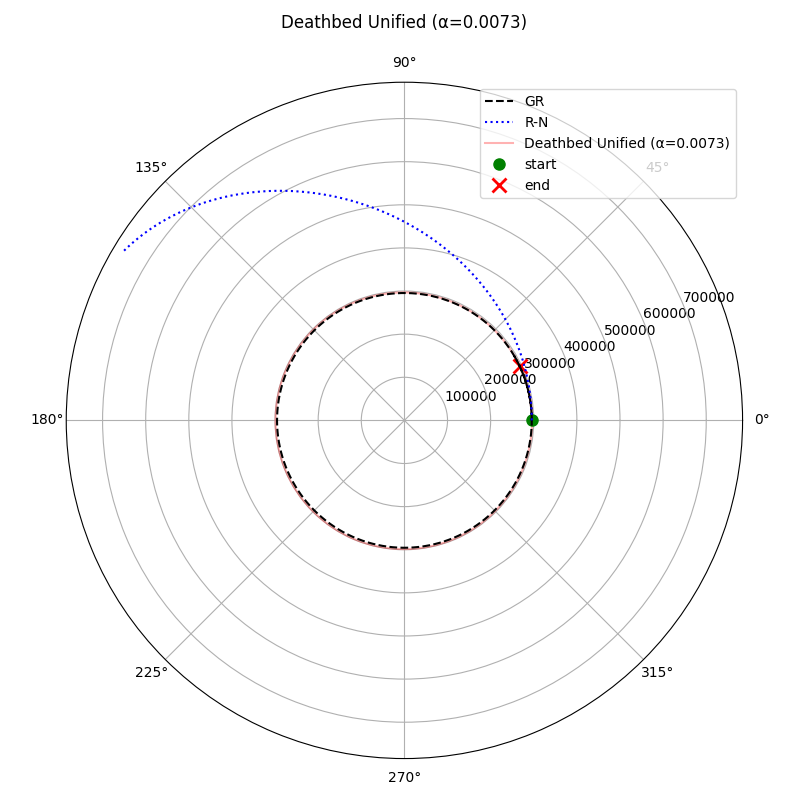 Deathbed Unified (α=0.0073)
90°
GR
R-N
Deathbed Unified (α=0.0073)
start
end
135°
45°
700000
600000
500000
400000
300000
200000
100000
180°
0°
225°
315°
270°